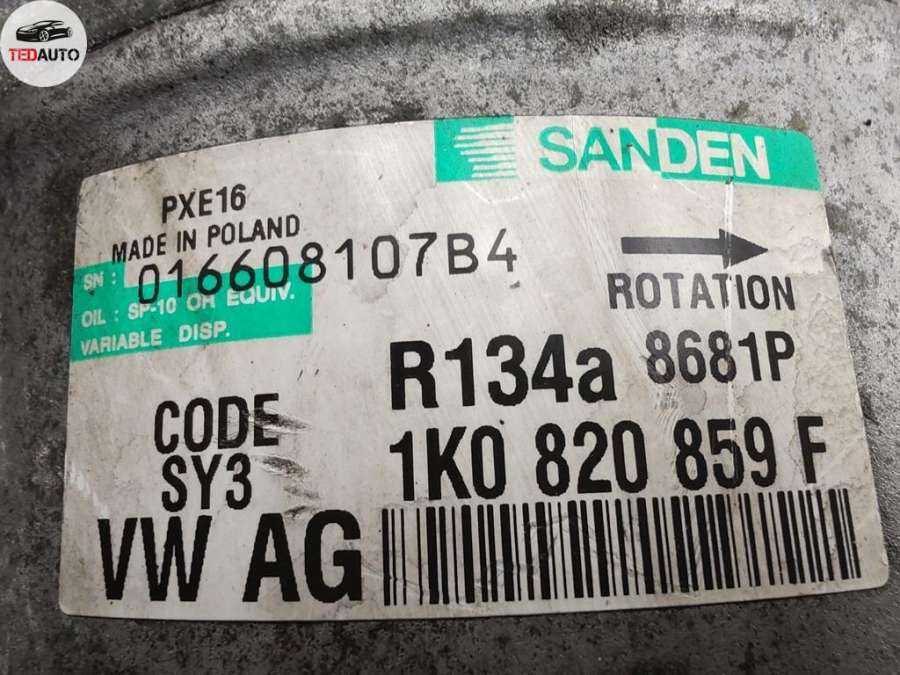 TEDAUTO
SANDEN
PXE16
MADE IN POLAND
SN : 016608107B4
OIL : SP-10 OR EQUIV.
VARIABLE DISP.
ROTATION
R134a 8681P
CODE
SY3
1K0 820 859 F
VW AG